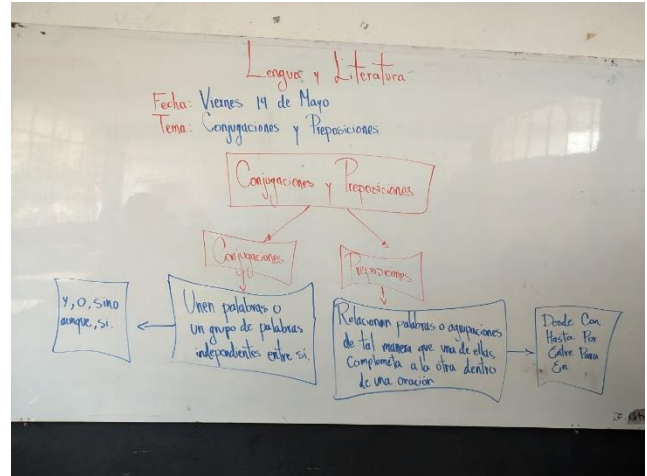 Lengua y Literatura
Fecha: Viernes 14 de Mayo
Tema: Conjugaciones y Preposiciones
Conjugaciones y Preposiciones
Conjugaciones
Preposiciones
y, o, sino
aunque, si.
Unen palabras o
un grupo de palabras
independientes entre si.
Relacionan palabras o agrupaciones
de tal manera que una de ellas
complementa a la otra dentro
de una oración
Desde Con
Hasta Por
Entre Para
En